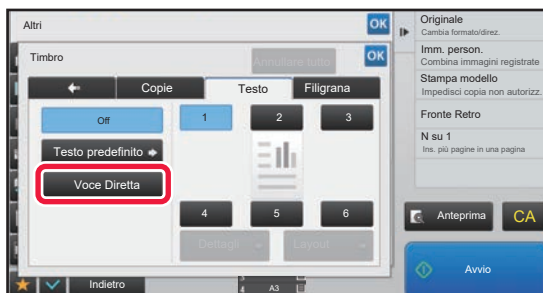 Altri
OK
Timbro
Annullare tutto
OK
Copie
Testo
Filigrana
Off
Testo predefinito
Voce Diretta
1
2
3
4
5
6
Dettagli
Layout
Indietro
A3
Originale
Cambia formato/direz.
Imm. person.
Combina immagini registrate
Stampa modello
Impedisci copia non autorizz.
Fronte Retro
N su 1
Ins. più pagine in una pagina
Anteprima
CA
Avvio